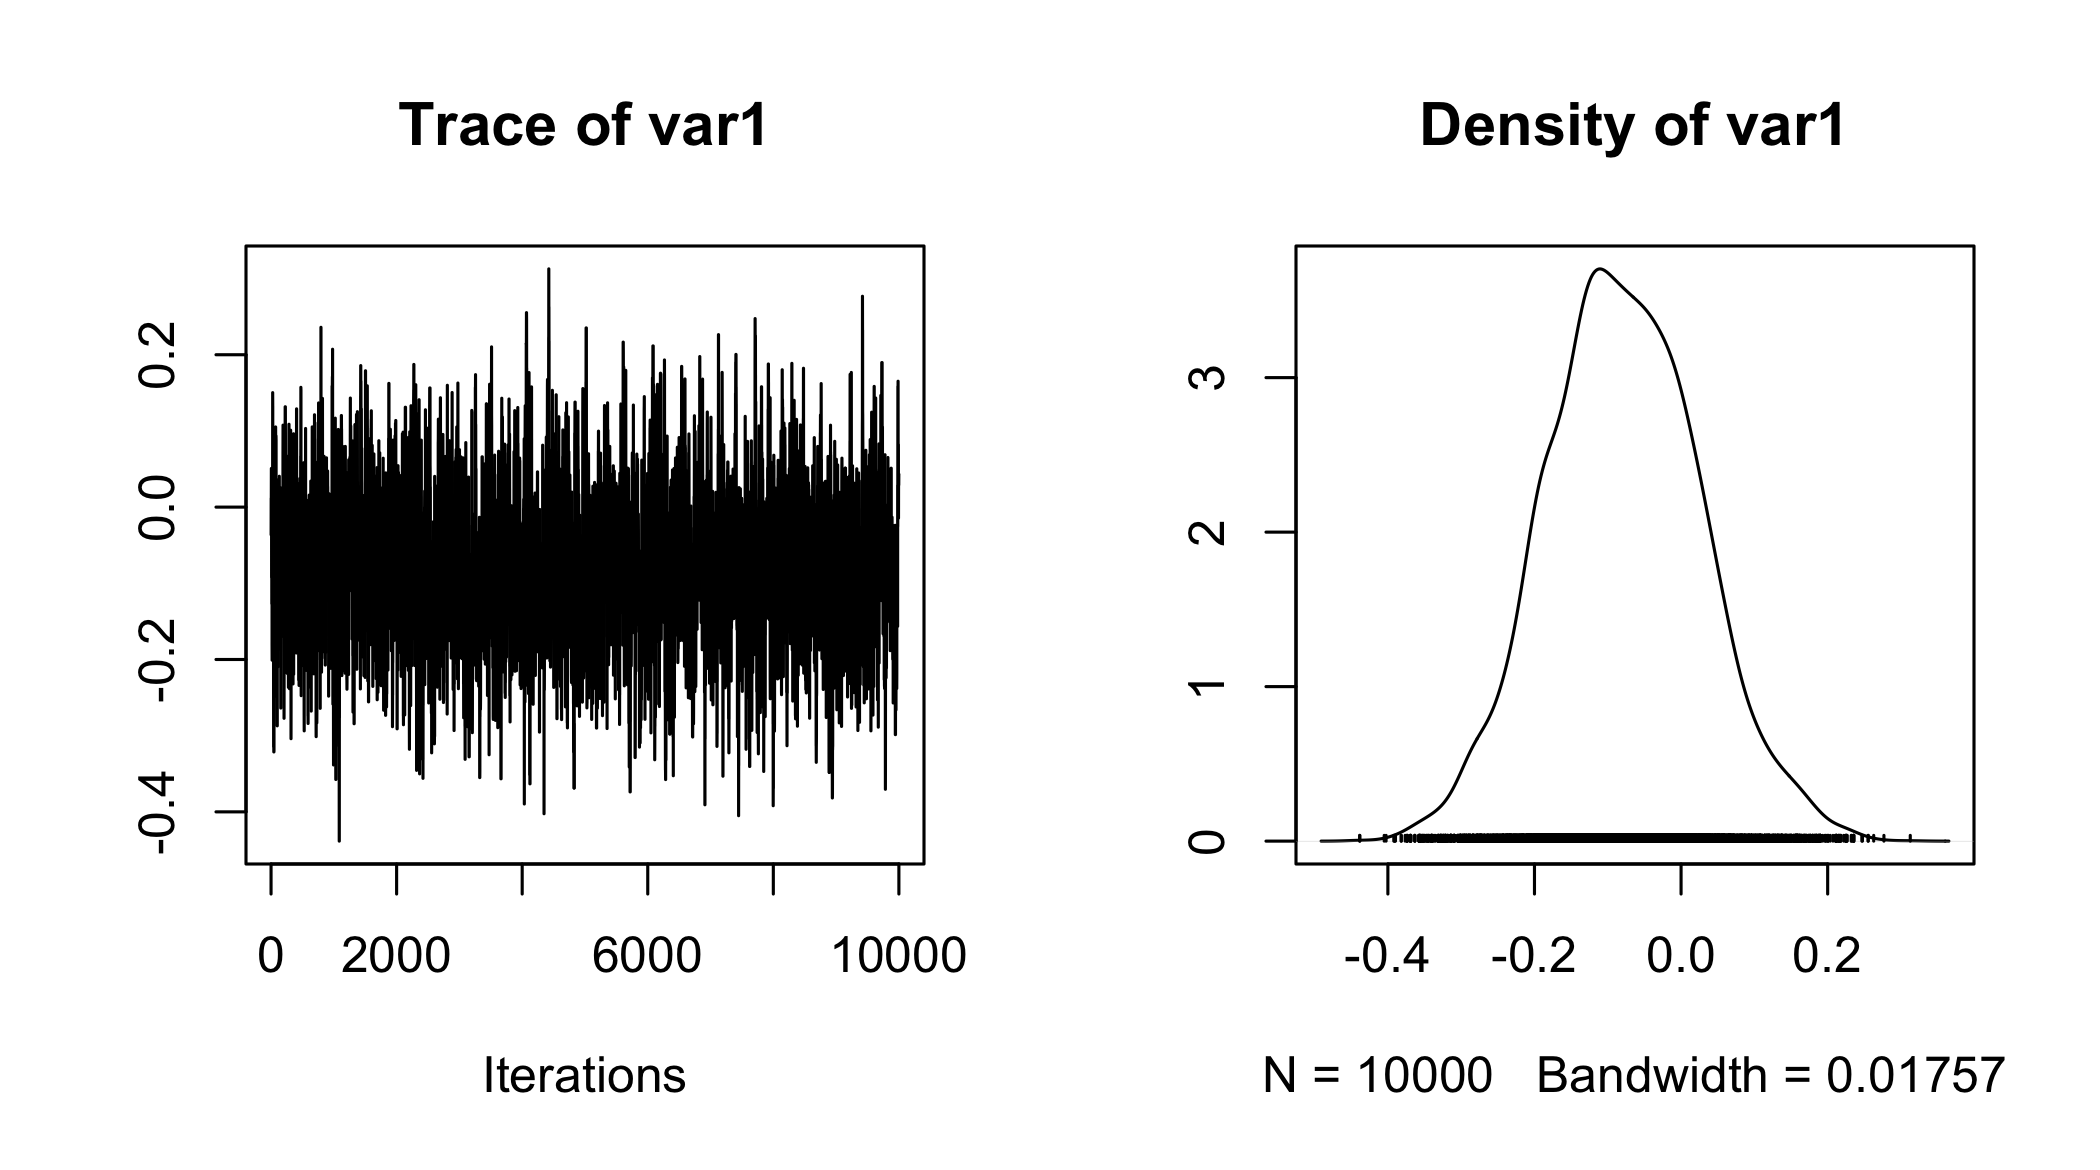 Trace of var1
0.2
0.0
-0.2
-0.4
0 2000 6000 10000
Iterations
Density of var1
3
2
1
0
-0.4 -0.2 0.0 0.2
N = 10000 Bandwidth = 0.01757